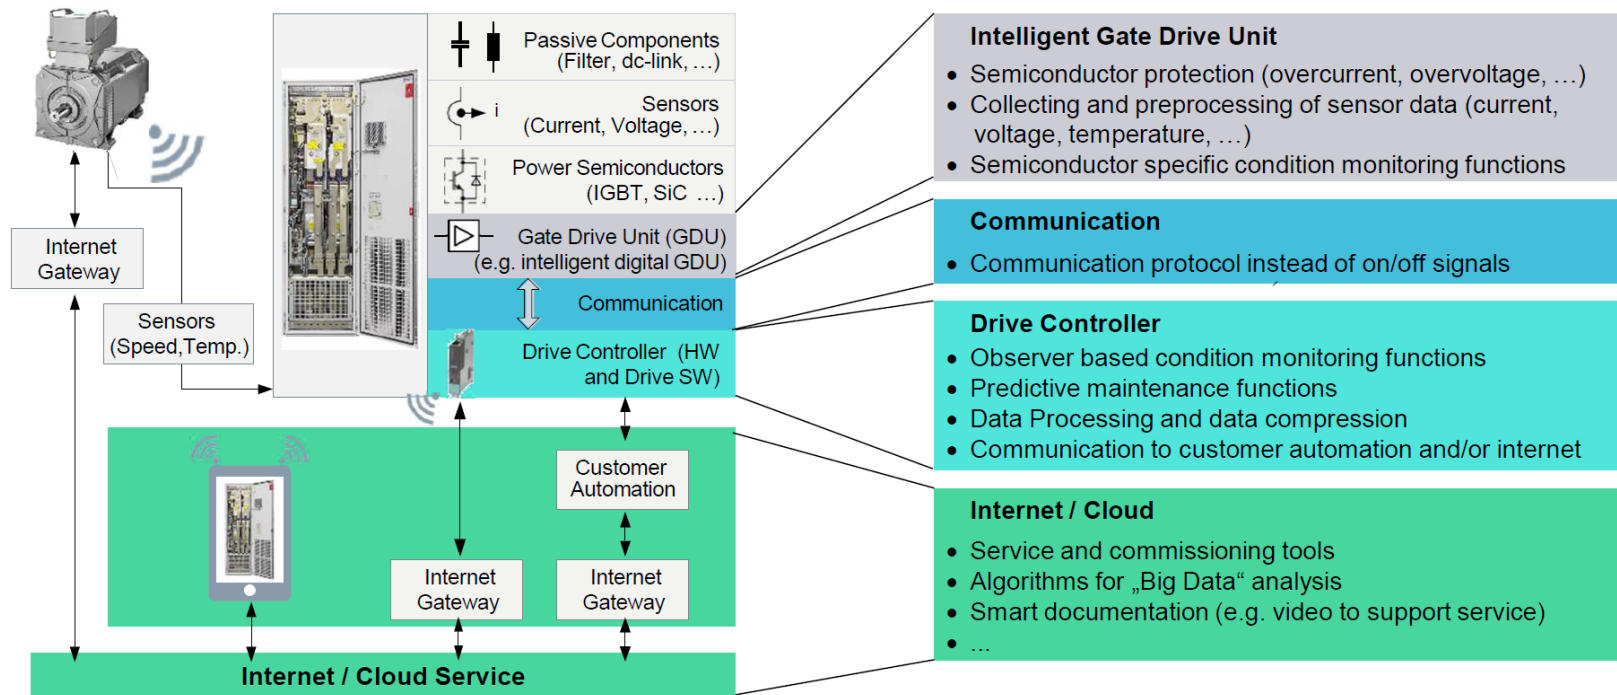 Passive Components
(Filter, dc-link, …)
Sensors
(Current, Voltage, …)
i
Power Semiconductors
(IGBT, SiC …)
Gate Drive Unit (GDU)
(e.g. intelligent digital GDU)
Communication
Drive Controller (HW
and Drive SW)
Internet
Gateway
Sensors
(Speed,Temp.)
Customer
Automation
Internet
Gateway
Internet
Gateway
Internet / Cloud Service
Intelligent Gate Drive Unit
• Semiconductor protection (overcurrent, overvoltage, …)
• Collecting and preprocessing of sensor data (current,
voltage, temperature, …)
• Semiconductor specific condition monitoring functions
Communication
• Communication protocol instead of on/off signals
Drive Controller
• Observer based condition monitoring functions
• Predictive maintenance functions
• Data Processing and data compression
• Communication to customer automation and/or internet
Internet / Cloud
• Service and commissioning tools
• Algorithms for „Big Data“ analysis
• Smart documentation (e.g. video to support service)
• ...